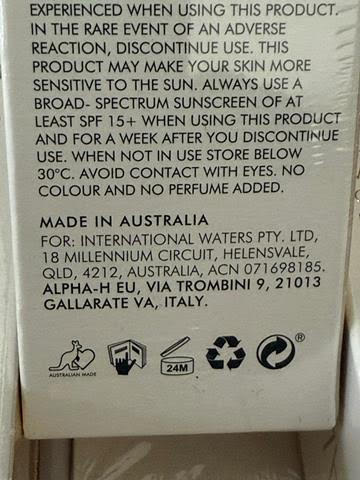 EXPERIENCED WHEN USING THIS PRODUCT.
IN THE RARE EVENT OF AN ADVERSE
REACTION, DISCONTINUE USE. THIS
PRODUCT MAY MAKE YOUR SKIN MORE
SENSITIVE TO THE SUN. ALWAYS USE A
BROAD- SPECTRUM SUNSCREEN OF AT
LEAST SPF 15+ WHEN USING THIS PRODUCT
AND FOR A WEEK AFTER YOU DISCONTINUE
USE. WHEN NOT IN USE STORE BELOW
30°C. AVOID CONTACT WITH EYES. NO
COLOUR AND NO PERFUME ADDED.
MADE IN AUSTRALIA
FOR: INTERNATIONAL WATERS PTY. LTD,
18 MILLENNIUM CIRCUIT, HELENSVALE,
QLD, 4212, AUSTRALIA, ACN 071698185.
ALPHA-H EU, VIA TROMBINI 9, 21013
GALLARATE VA, ITALY.
AUSTRALIAN MADE
24M
®